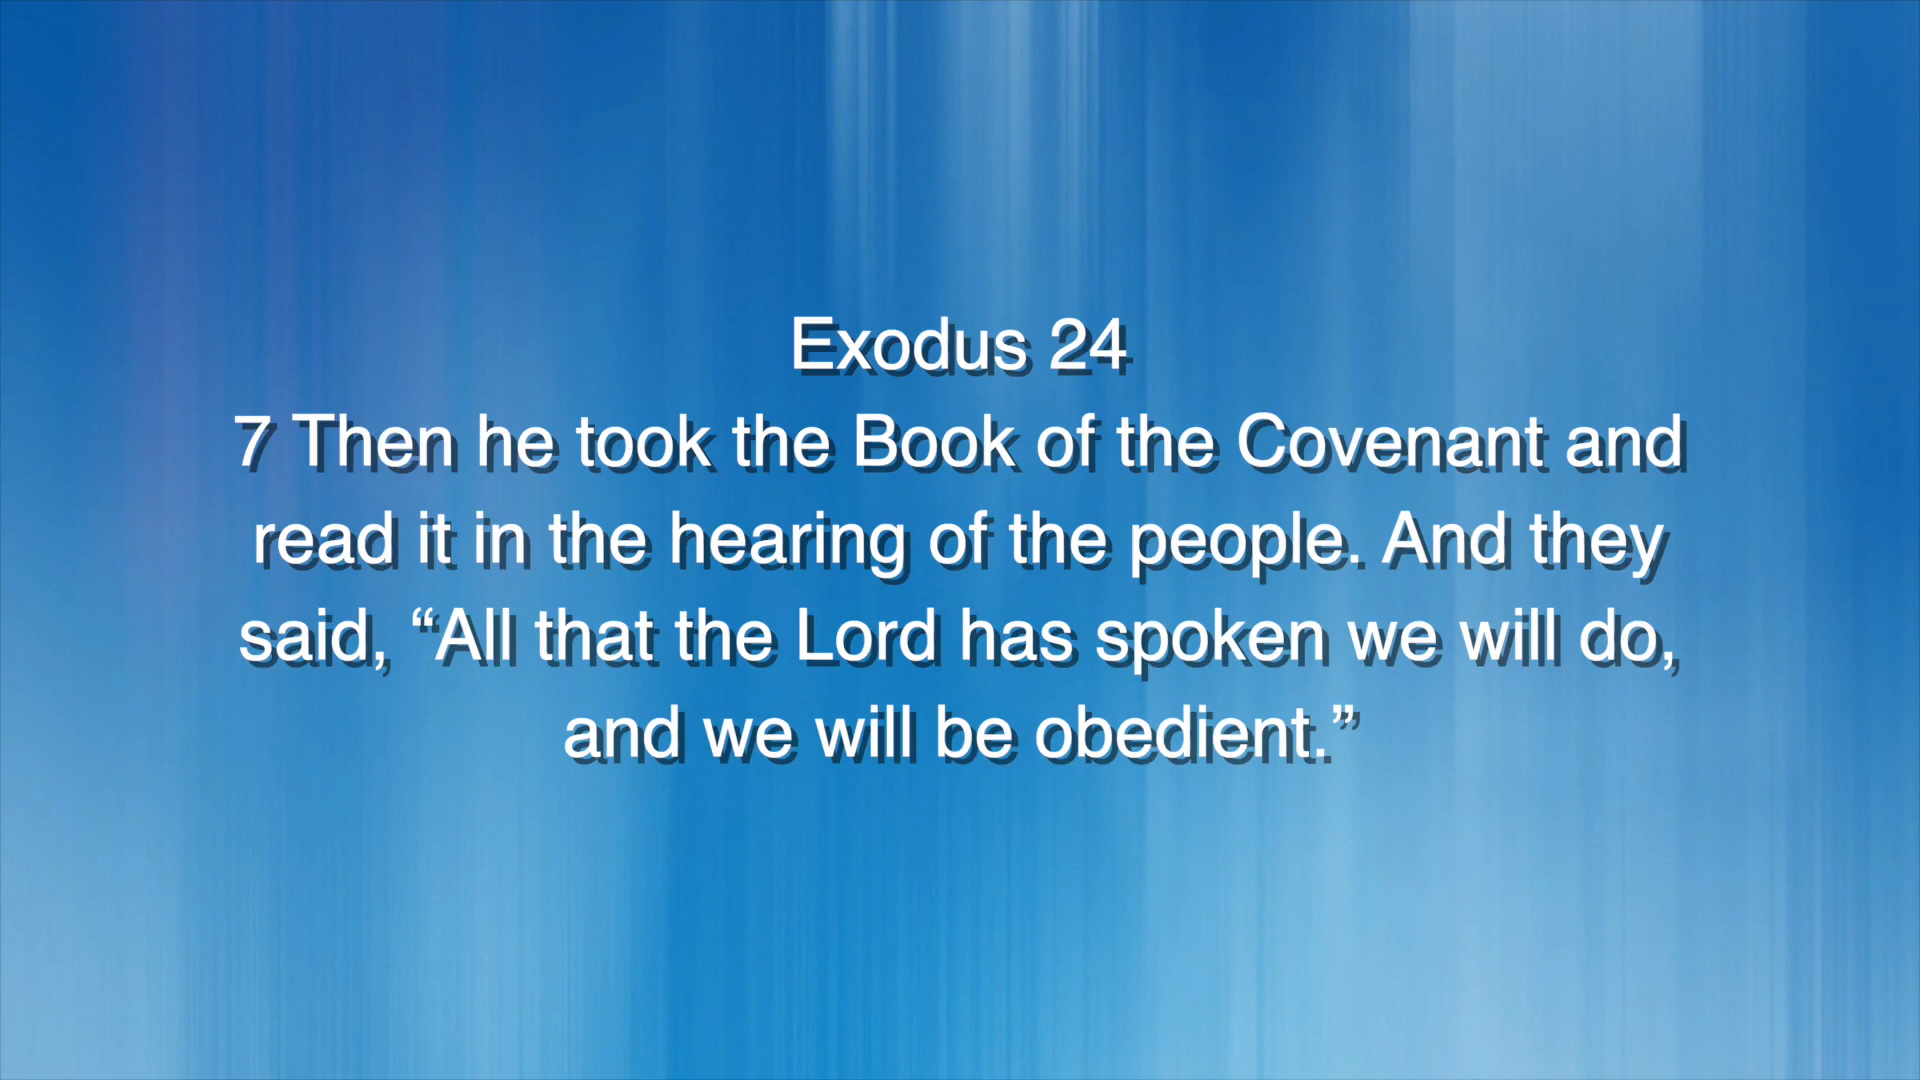 Exodus 24
7 Then he took the Book of the Covenant and
read it in the hearing of the people. And they
said, “All that the Lord has spoken we will do,
and we will be obedient.”